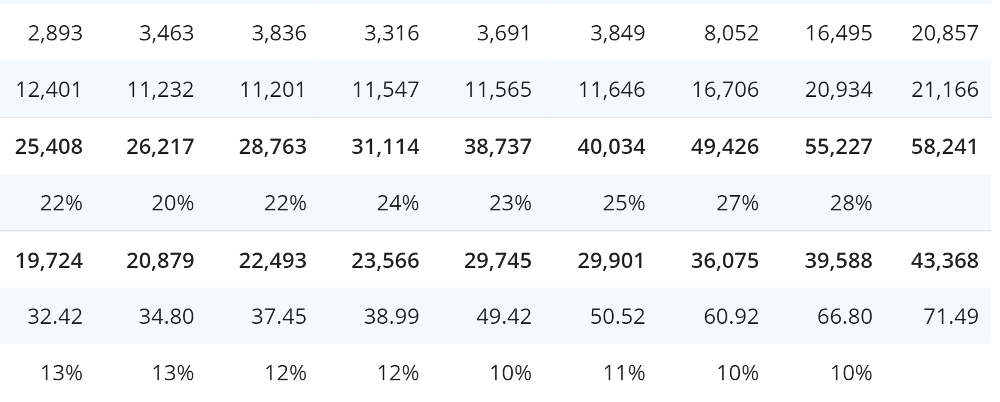 2,893 3,463 3,836 3,316 3,691 3,849 8,052 16,495 20,857
12,401 11,232 11,201 11,547 11,565 11,646 16,706 20,934 21,166
25,408 26,217 28,763 31,114 38,737 40,034 49,426 55,227 58,241
22% 20% 22% 24% 23% 25% 27% 28%
19,724 20,879 22,493 23,566 29,745 29,901 36,075 39,588 43,368
32.42 34.80 37.45 38.99 49.42 50.52 60.92 66.80 71.49
13% 13% 12% 12% 10% 11% 10% 10%